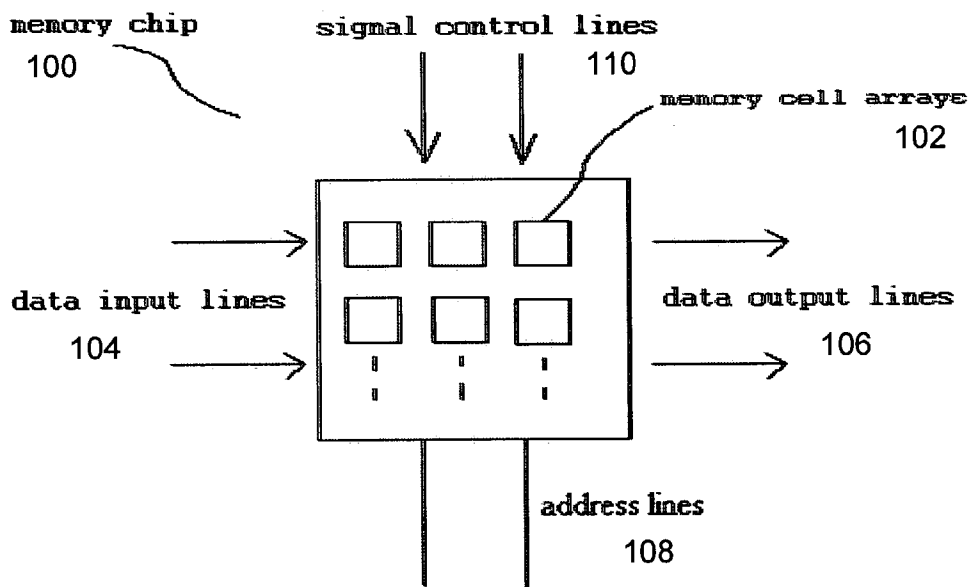 memory chip
100
signal control lines
110
memory cell arrays
102
data input lines
104
data output lines
106
address lines
108